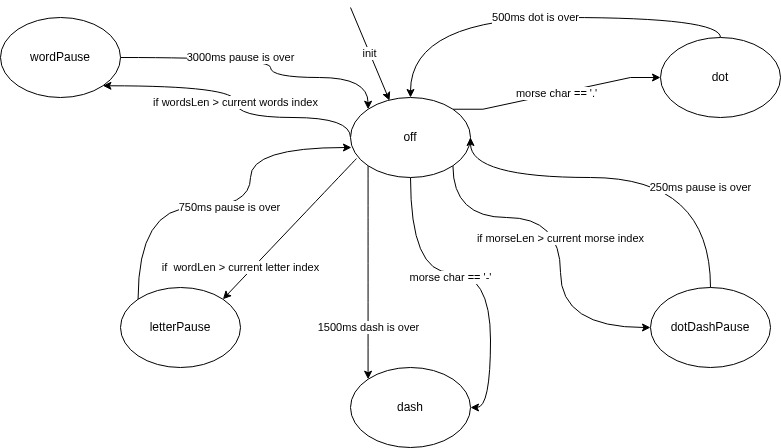 500ms dot is over
init
wordPause
3000ms pause is over
dot
morse char == '.'
if wordsLen > current words index
off
250ms pause is over
750ms pause is over
if morseLen > current morse index
if  wordLen > current letter index
morse char == '-'
letterPause
1500ms dash is over
dotDashPause
dash